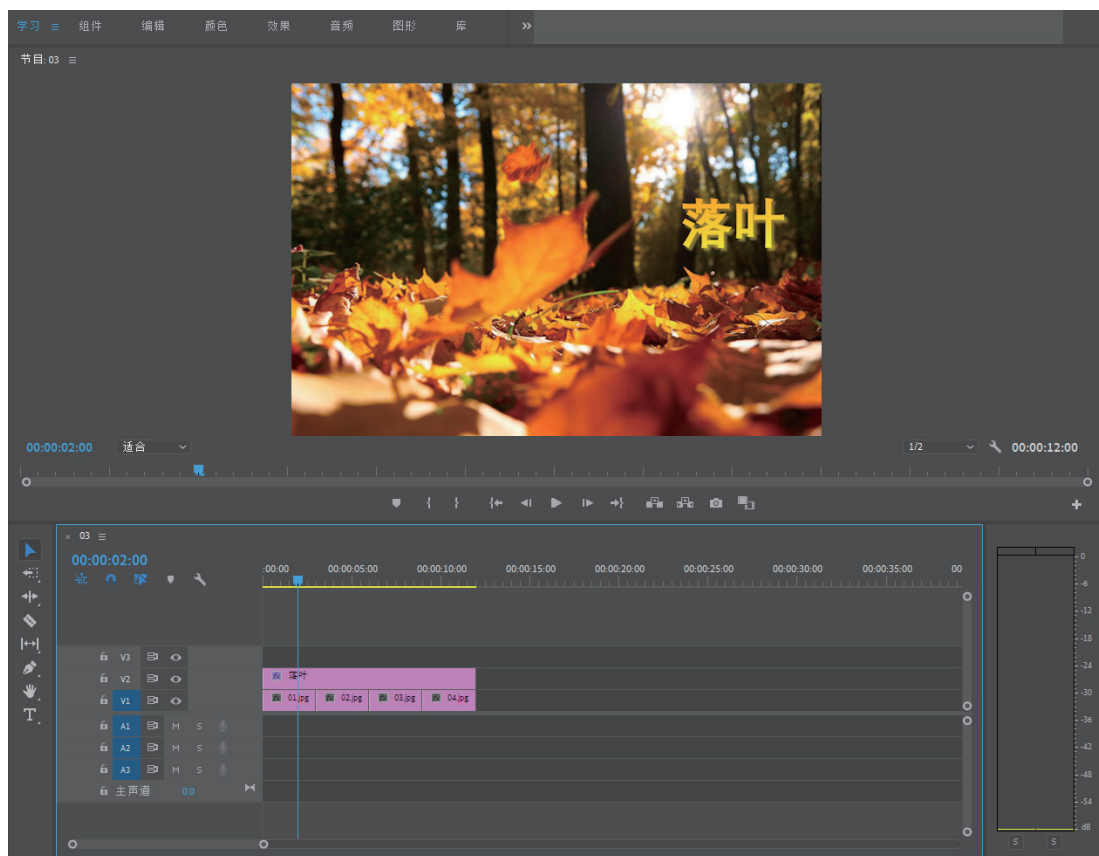 学习 组件 编辑 颜色 效果 音频 图形 库 »
节目: 03
落叶
00:00:02:00 适合 1/2 00:00:12:00
× 03
00:00:02:00
:00:00 00:00:05:00 00:00:10:00 00:00:15:00 00:00:20:00 00:00:25:00 00:00:30:00 00:00:35:00 00
V3
V2 fx 落叶
V1 fx 01.jpg fx 02.jpg fx 03.jpg fx 04.jpg
A1 M S
A2 M S
A3 M S
主声道 0.0
0
-6
-12
-18
-24
-30
-36
-42
-48
-54
dB
S S